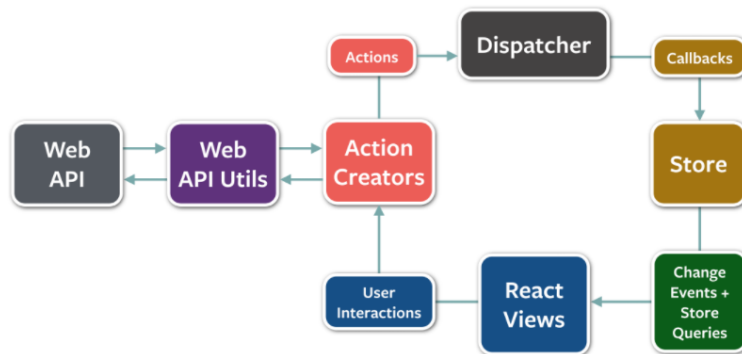 Actions
Dispatcher
Callbacks
Web
API
Web
API Utils
Action
Creators
Store
User
Interactions
React
Views
Change
Events +
Store
Queries